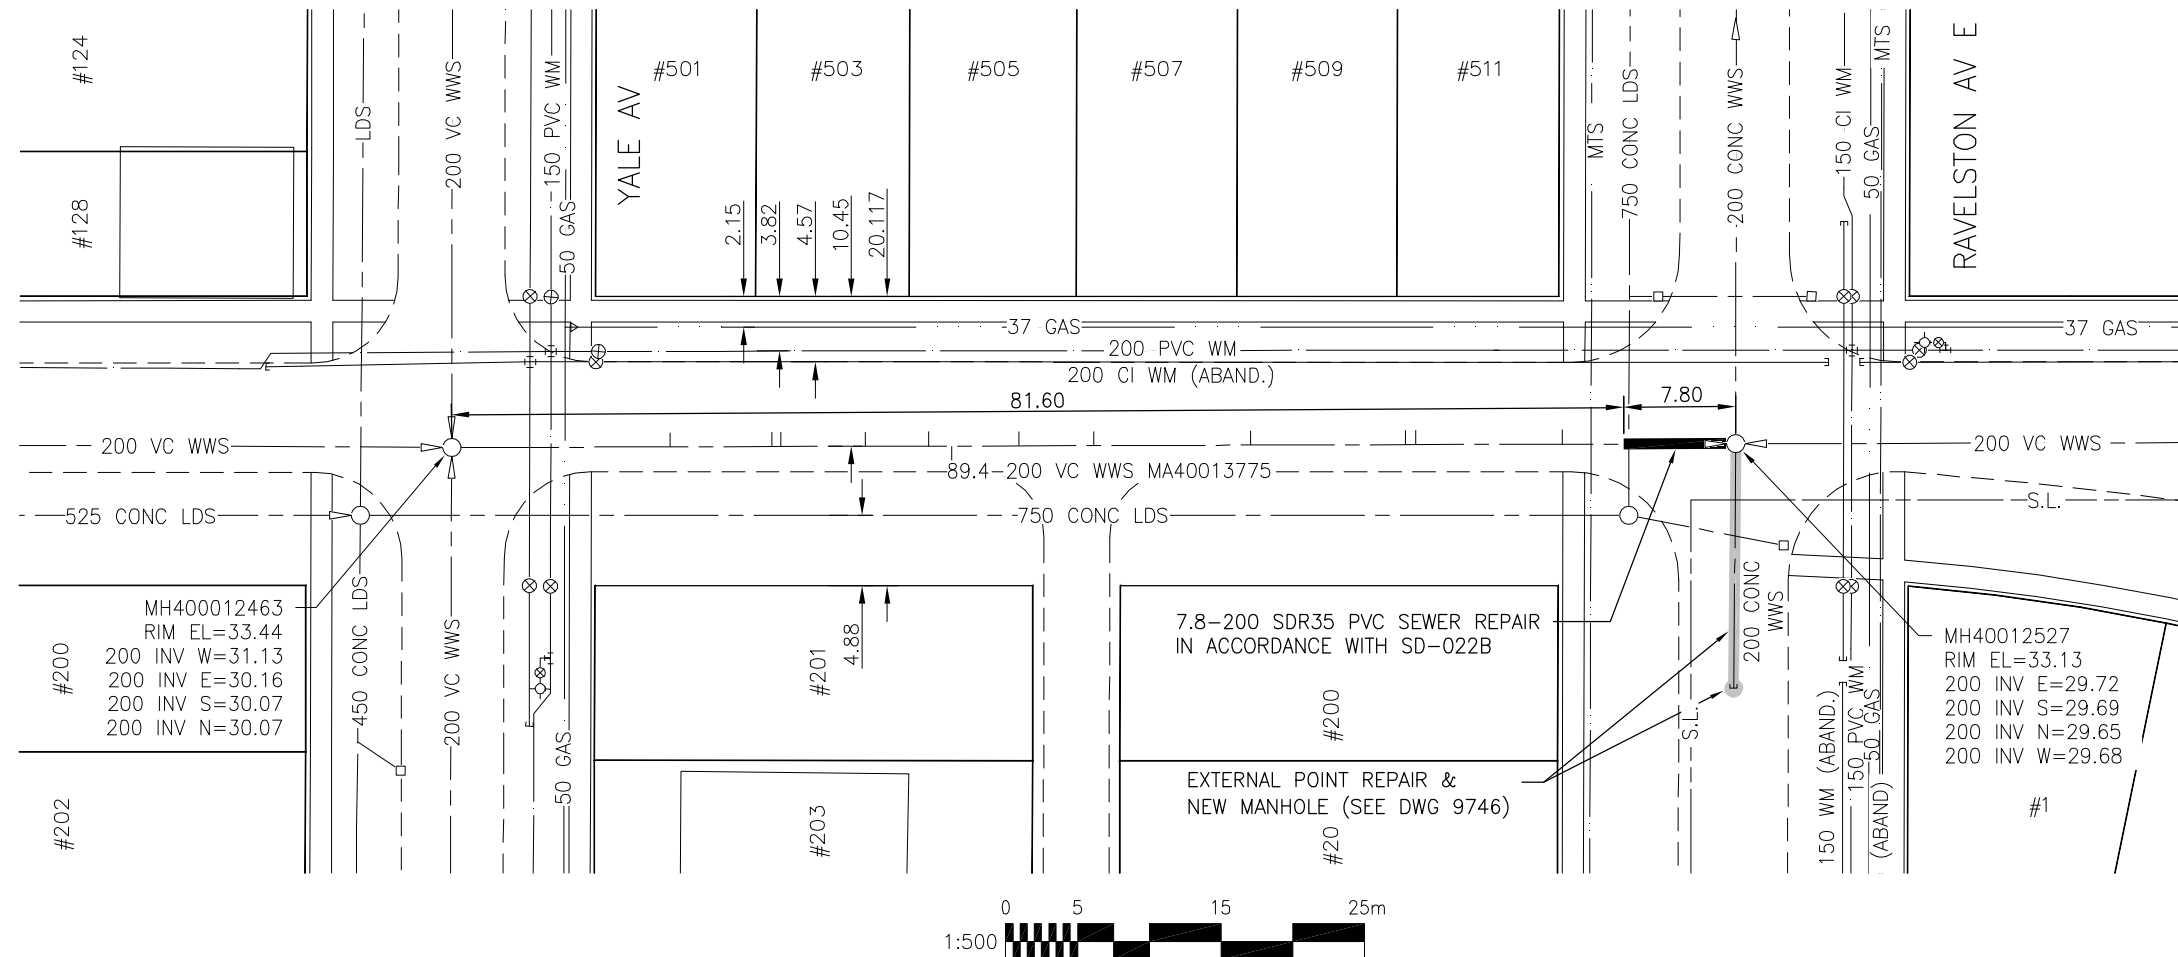 #124
#128
LDS
200 VC WWS
150 PVC WM
50 GAS
YALE AV
#501
#503
#505
#507
#509
#511
2.15
3.82
4.57
10.45
20.117
MTS
750 CONC LDS
200 CONC WWS
150 CI WM
50 GAS
MTS
RAVELSTON AV E
37 GAS
37 GAS
200 PVC WM
200 CI WM (ABAND.)
81.60
7.80
200 VC WWS
200 VC WWS
89.4-200 VC WWS MA40013775
S.L.
525 CONC LDS
750 CONC LDS
MH400012463
RIM EL=33.44
200 INV W=31.13
200 INV E=30.16
200 INV S=30.07
200 INV N=30.07
#200
#202
450 CONC LDS
200 VC WWS
50 GAS
#201
4.88
#203
7.8-200 SDR35 PVC SEWER REPAIR
IN ACCORDANCE WITH SD-022B
#200
EXTERNAL POINT REPAIR &
NEW MANHOLE (SEE DWG 9746)
#20
S.L.
200 CONC
WWS
150 WM (ABAND.)
150 PVC WM
50 GAS
(ABAND)
MH40012527
RIM EL=33.13
200 INV E=29.72
200 INV S=29.69
200 INV N=29.65
200 INV W=29.68
#1
0 5 15 25m
1:500